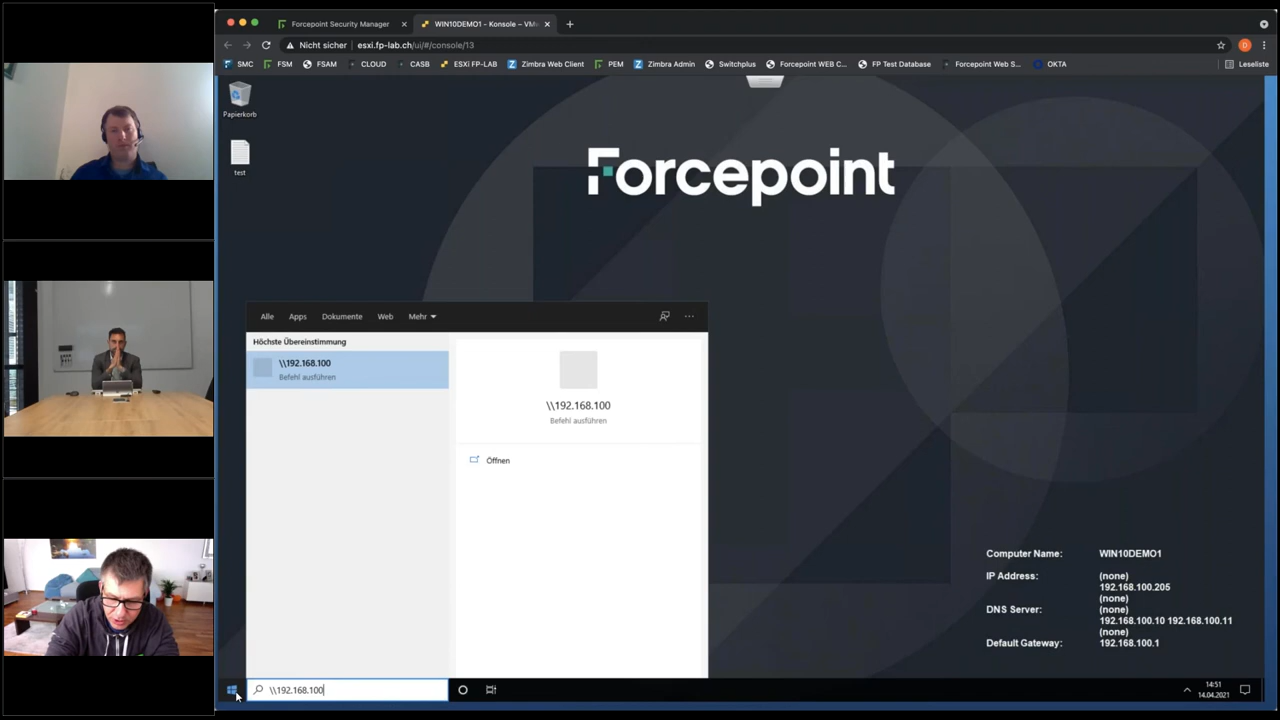 Forcepoint Security Manager
WIN10DEMO1 - Konsole – VM
Nicht sicher
esxi.fp-lab.ch/ui/#/console/13
SMC
FSM
FSAM
CLOUD
CASB
ESXi FP-LAB
Zimbra Web Client
PEM
Zimbra Admin
Switchplus
Forcepoint WEB C...
FP Test Database
Forcepoint Web S...
OKTA
Leseliste
Papierkorb
test
Forcepoint
Alle
Apps
Dokumente
Web
Mehr
Höchste Übereinstimmung
\\192.168.100
Befehl ausführen
\\192.168.100
Befehl ausführen
Öffnen
Computer Name: WIN10DEMO1
IP Address: (none)
192.168.100.205
(none)
DNS Server: (none)
192.168.100.10 192.168.100.11
(none)
Default Gateway: 192.168.100.1
\\192.168.100
14:51
14.04.2021